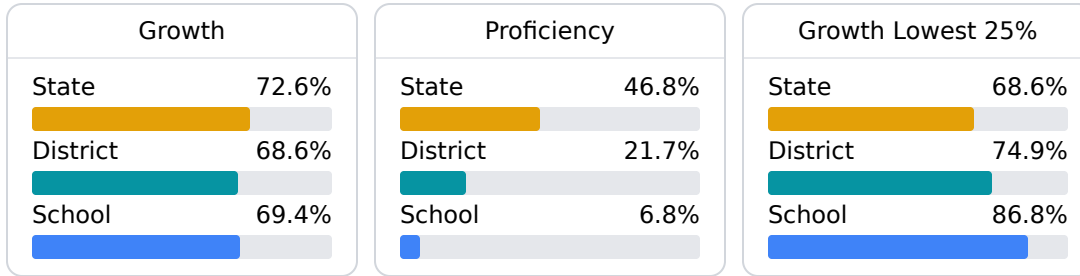 Growth
State 72.6%
District 68.6%
School 69.4%
Proficiency
State 46.8%
District 21.7%
School 6.8%
Growth Lowest 25%
State 68.6%
District 74.9%
School 86.8%